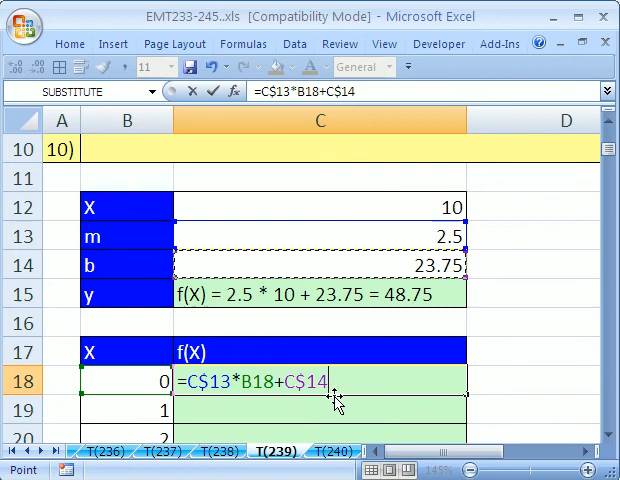 EMT233-245..xls [Compatibility Mode] - Microsoft Excel
Home Insert Page Layout Formulas Data Review View Developer Add-Ins
11 General
SUBSTITUTE fx =C$13*B18+C$14
A B C D
10 10)
11
12 X 10
13 m 2.5
14 b 23.75
15 y f(X) = 2.5 * 10 + 23.75 = 48.75
16
17 X f(X)
18 0 =C$13*B18+C$14
19 1
20 2
T(236) T(237) T(238) T(239) T(240)
Point 145%